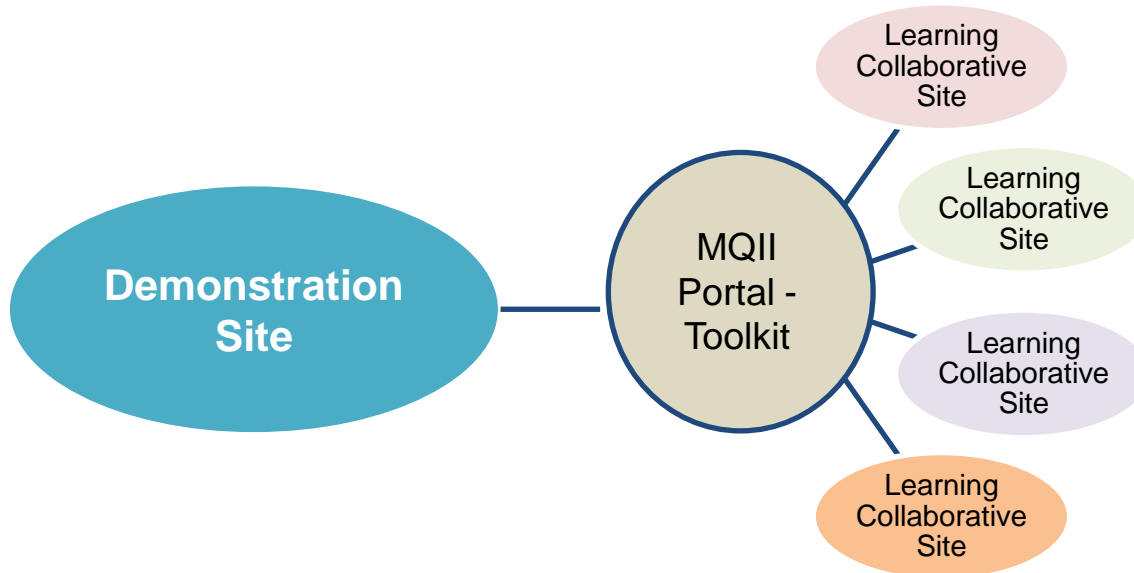 Demonstration
Site
MQII
Portal -
Toolkit
Learning
Collaborative
Site
Learning
Collaborative
Site
Learning
Collaborative
Site
Learning
Collaborative
Site